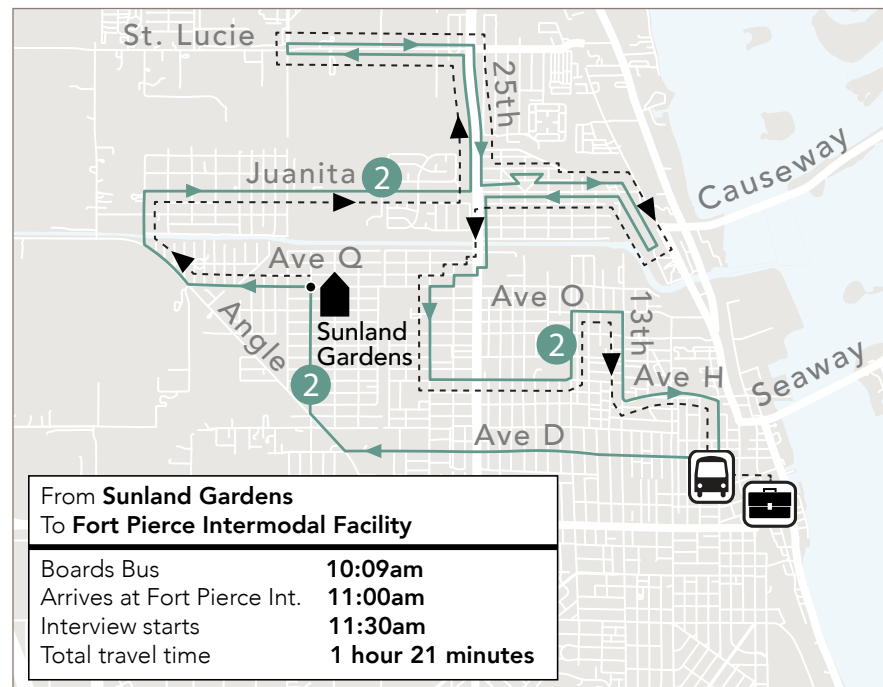 St. Lucie
25th
Causeway
Juanita
2
Ave Q
Angle
Sunland
Gardens
2
Ave O
13th
2
Ave H
Seaway
Ave D
From Sunland Gardens
To Fort Pierce Intermodal Facility
Boards Bus 10:09am
Arrives at Fort Pierce Int. 11:00am
Interview starts 11:30am
Total travel time 1 hour 21 minutes